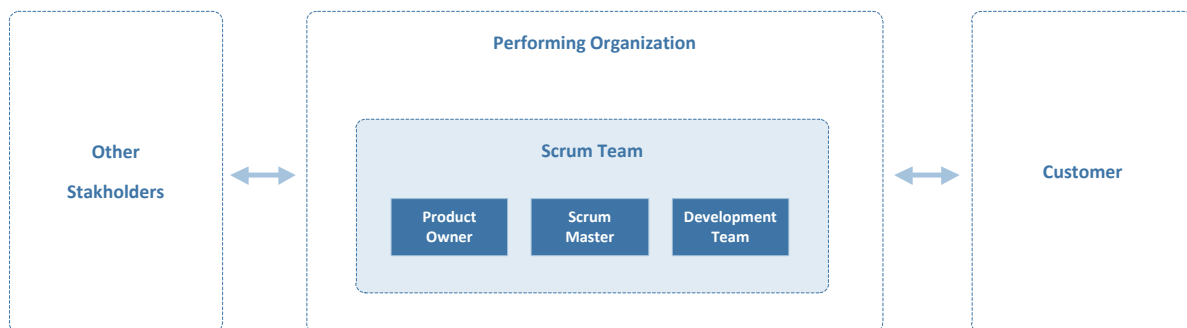 Performing Organization
Other
Stakholders
Scrum Team
Product
Owner
Scrum
Master
Development
Team
Customer